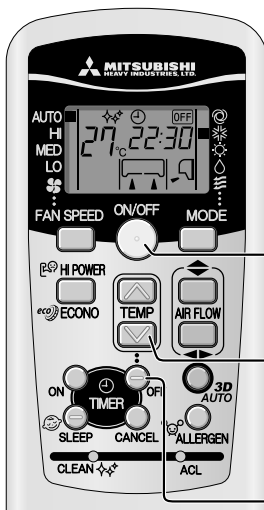 MITSUBISHI
HEAVY INDUSTRIES, LTD.
AUTO
HI
MED
LO
OFF
27°C 22:30
FAN SPEED
ON/OFF
MODE
HI POWER
eco ECONO
TEMP
AIR FLOW
3D
AUTO
ON
TIMER
OFF
SLEEP
CANCEL
ALLERGEN
CLEAN
ACL